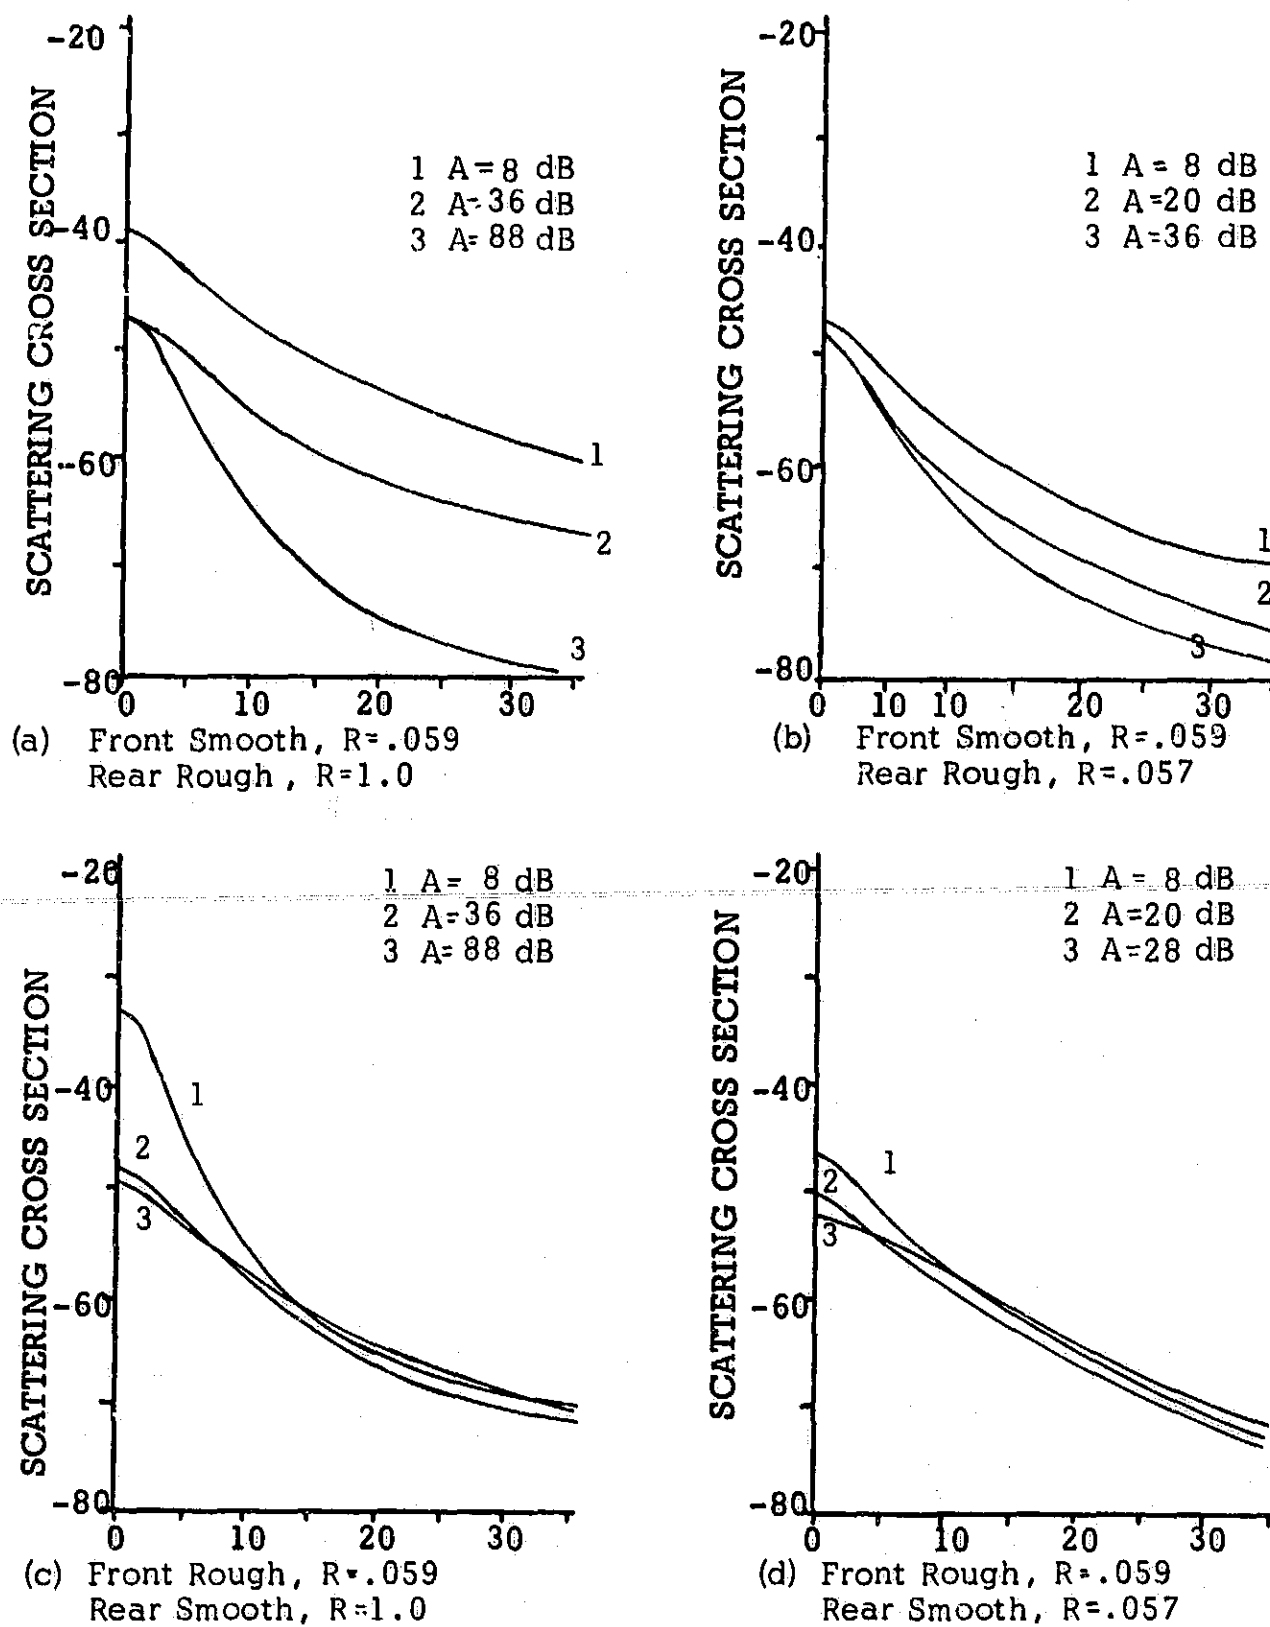 -20
-40
-60
-80
SCATTERING CROSS SECTION
1 A=8 dB
2 A=36 dB
3 A=88 dB
1
2
3
0 10 20 30
(a) Front Smooth, R=.059
Rear Rough, R=1.0
-20
-40
-60
-80
SCATTERING CROSS SECTION
1 A= 8 dB
2 A=20 dB
3 A=36 dB
1
2
3
0 10 10 20 30
(b) Front Smooth, R=.059
Rear Rough, R=.057
-20
-40
-60
-80
SCATTERING CROSS SECTION
1 A= 8 dB
2 A=36 dB
3 A=88 dB
1
2
3
0 10 20 30
(c) Front Rough, R=.059
Rear Smooth, R=1.0
-20
-40
-60
-80
SCATTERING CROSS SECTION
1 A= 8 dB
2 A=20 dB
3 A=28 dB
1
2
3
0 10 20 30
(d) Front Rough, R=.059
Rear Smooth, R=.057